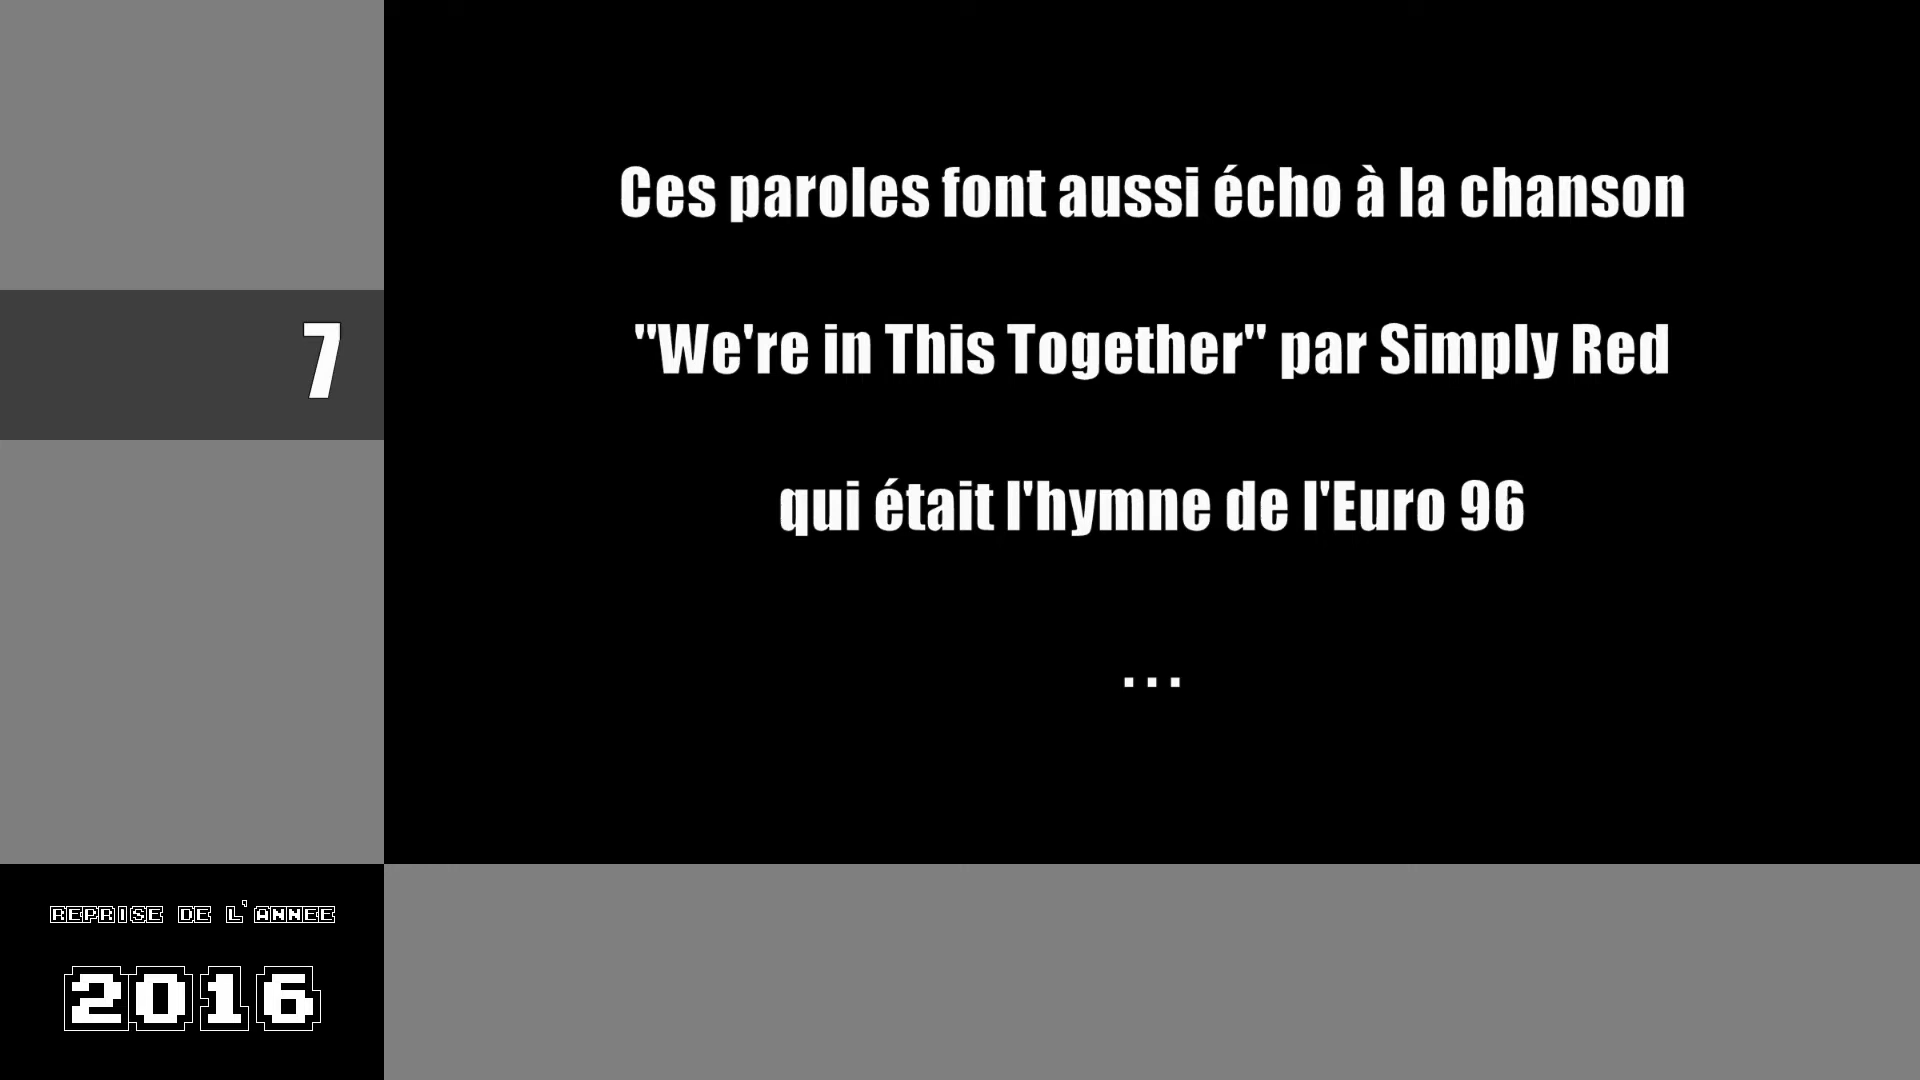 Ces paroles font aussi écho à la chanson
"We're in This Together" par Simply Red
qui était l'hymne de l'Euro 96
...
7
REPRISE DE L'ANNEE
2016